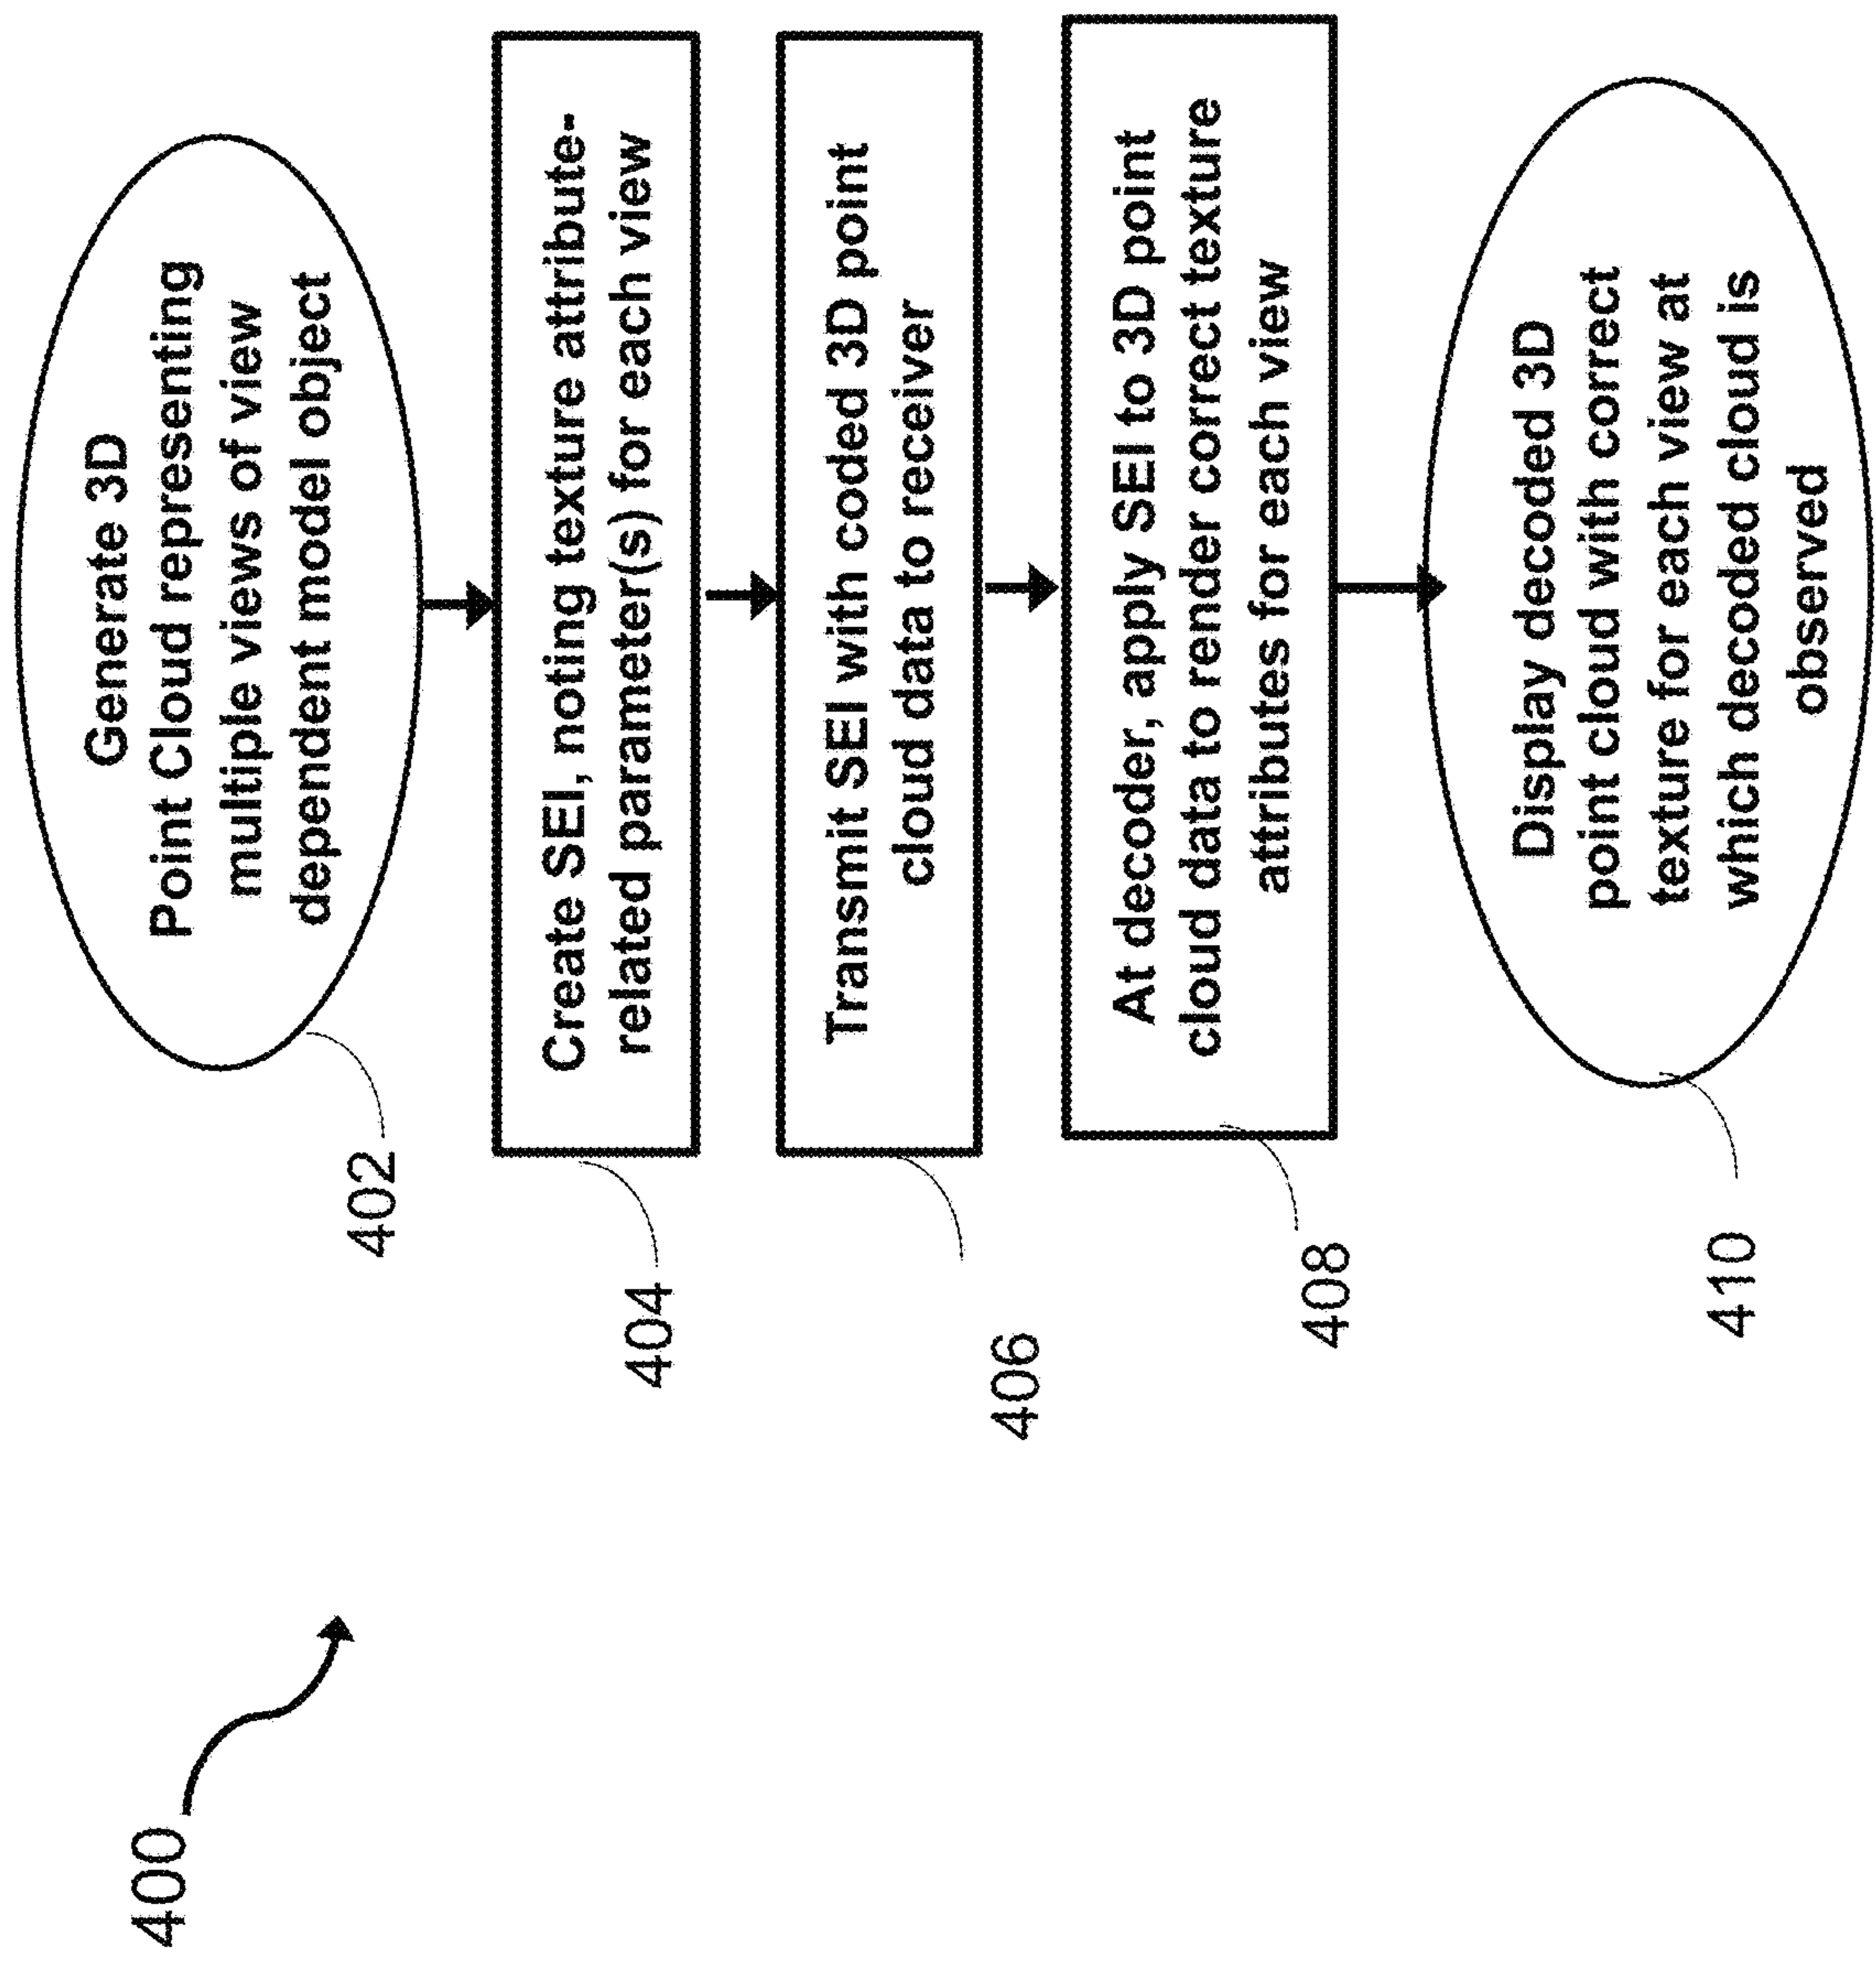 400
Generate 3D
Point Cloud representing
multiple views of view
dependent model object
402
Create SEI, noting texture attribute-
related parameter(s) for each view
404
Transmit SEI with coded 3D point
cloud data to receiver
406
At decoder, apply SEI to 3D point
cloud data to render correct texture
attributes for each view
408
Display decoded 3D
point cloud with correct
texture for each view at
which decoded cloud is
observed
410